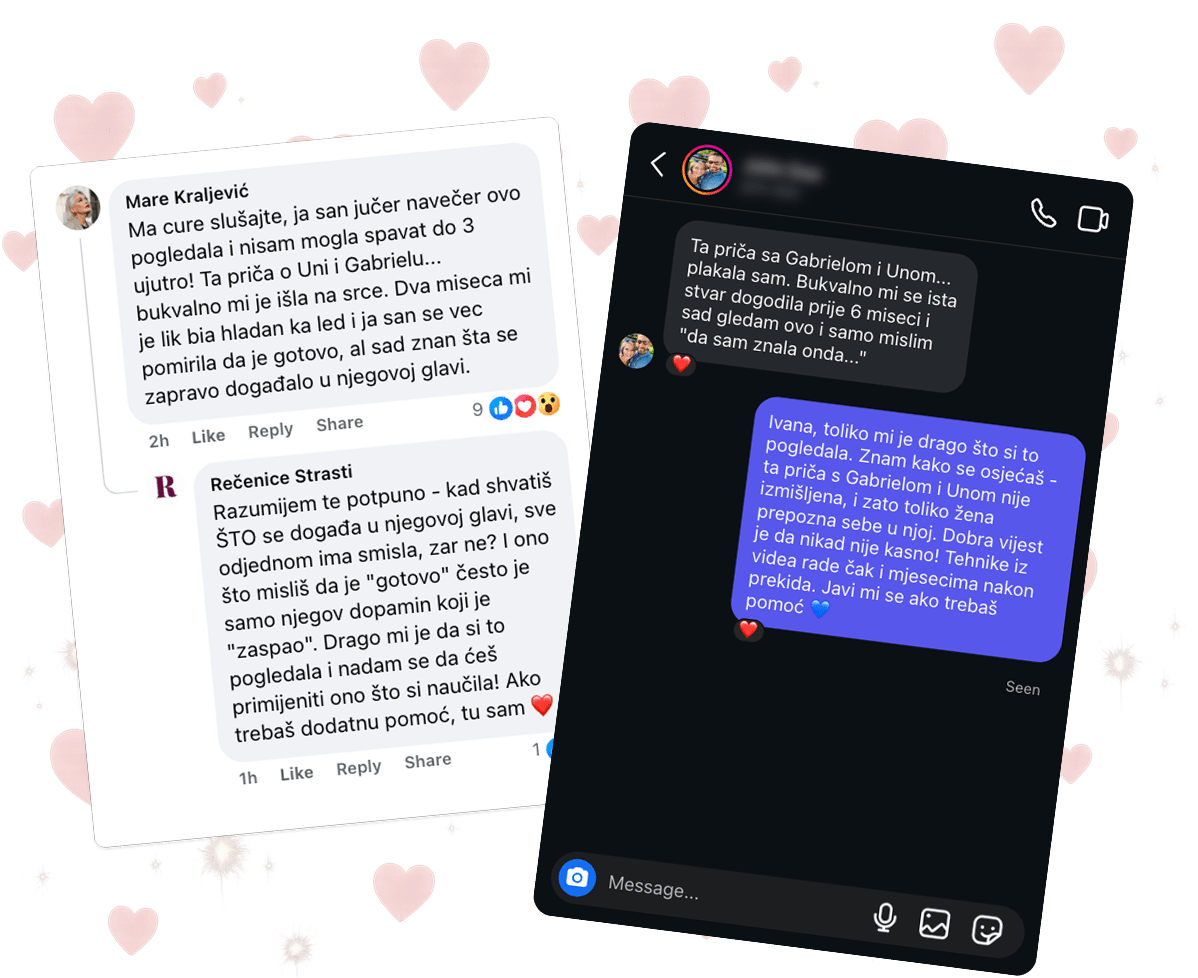 Mare Kraljević
Ma cure slušajte, ja san jučer navečer ovo
pogledala i nisam mogla spavat do 3
ujutro! Ta priča o Uni i Gabrielu...
bukvalno mi je išla na srce. Dva miseca mi
je lik bia hladan ka led i ja san se vec
pomirila da je gotovo, al sad znan šta se
zapravo događalo u njegovoj glavi.
9
2h Like Reply Share
R
Rečenice Strasti
Razumijem te potpuno - kad shvatiš
ŠTO se događa u njegovoj glavi, sve
odjednom ima smisla, zar ne? I ono
što misliš da je "gotovo" često je
samo njegov dopamin koji je
"zaspao". Drago mi je da si to
pogledala i nadam se da ćeš
primijeniti ono što si naučila! Ako
trebaš dodatnu pomoć, tu sam ❤️
1
1h Like Reply Share
Ta priča sa Gabrielom i Unom...
plakala sam. Bukvalno mi se ista
stvar dogodila prije 6 miseci i
sad gledam ovo i samo mislim
"da sam znala onda..."
Ivana, toliko mi je drago što si to
pogledala. Znam kako se osjećaš -
ta priča s Gabrielom i Unom nije
izmišljena, i zato toliko žena
prepozna sebe u njoj. Dobra vijest
je da nikad nije kasno! Tehnike iz
videa rade čak i mjesecima nakon
prekida. Javi mi se ako trebaš
pomoć 💙
Seen
Message...